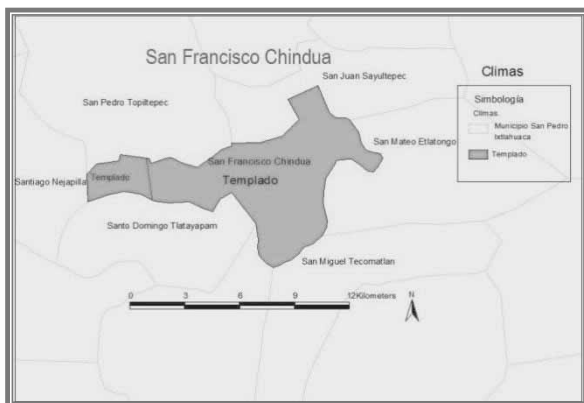 San Francisco Chindua
San Juan Sayultepec
Climas
San Pedro Topiltepec
Simbología
Climas.
Municipio San Pedro
Ixtlahuaca
San Mateo Etlatongo
Templado
San Francisco Chindua
Santiago Nejapilla
Templado
Templado
Santo Domingo Tlatayapam
San Miguel Tecomatlan
0 3 6 9 12Kilometers
N